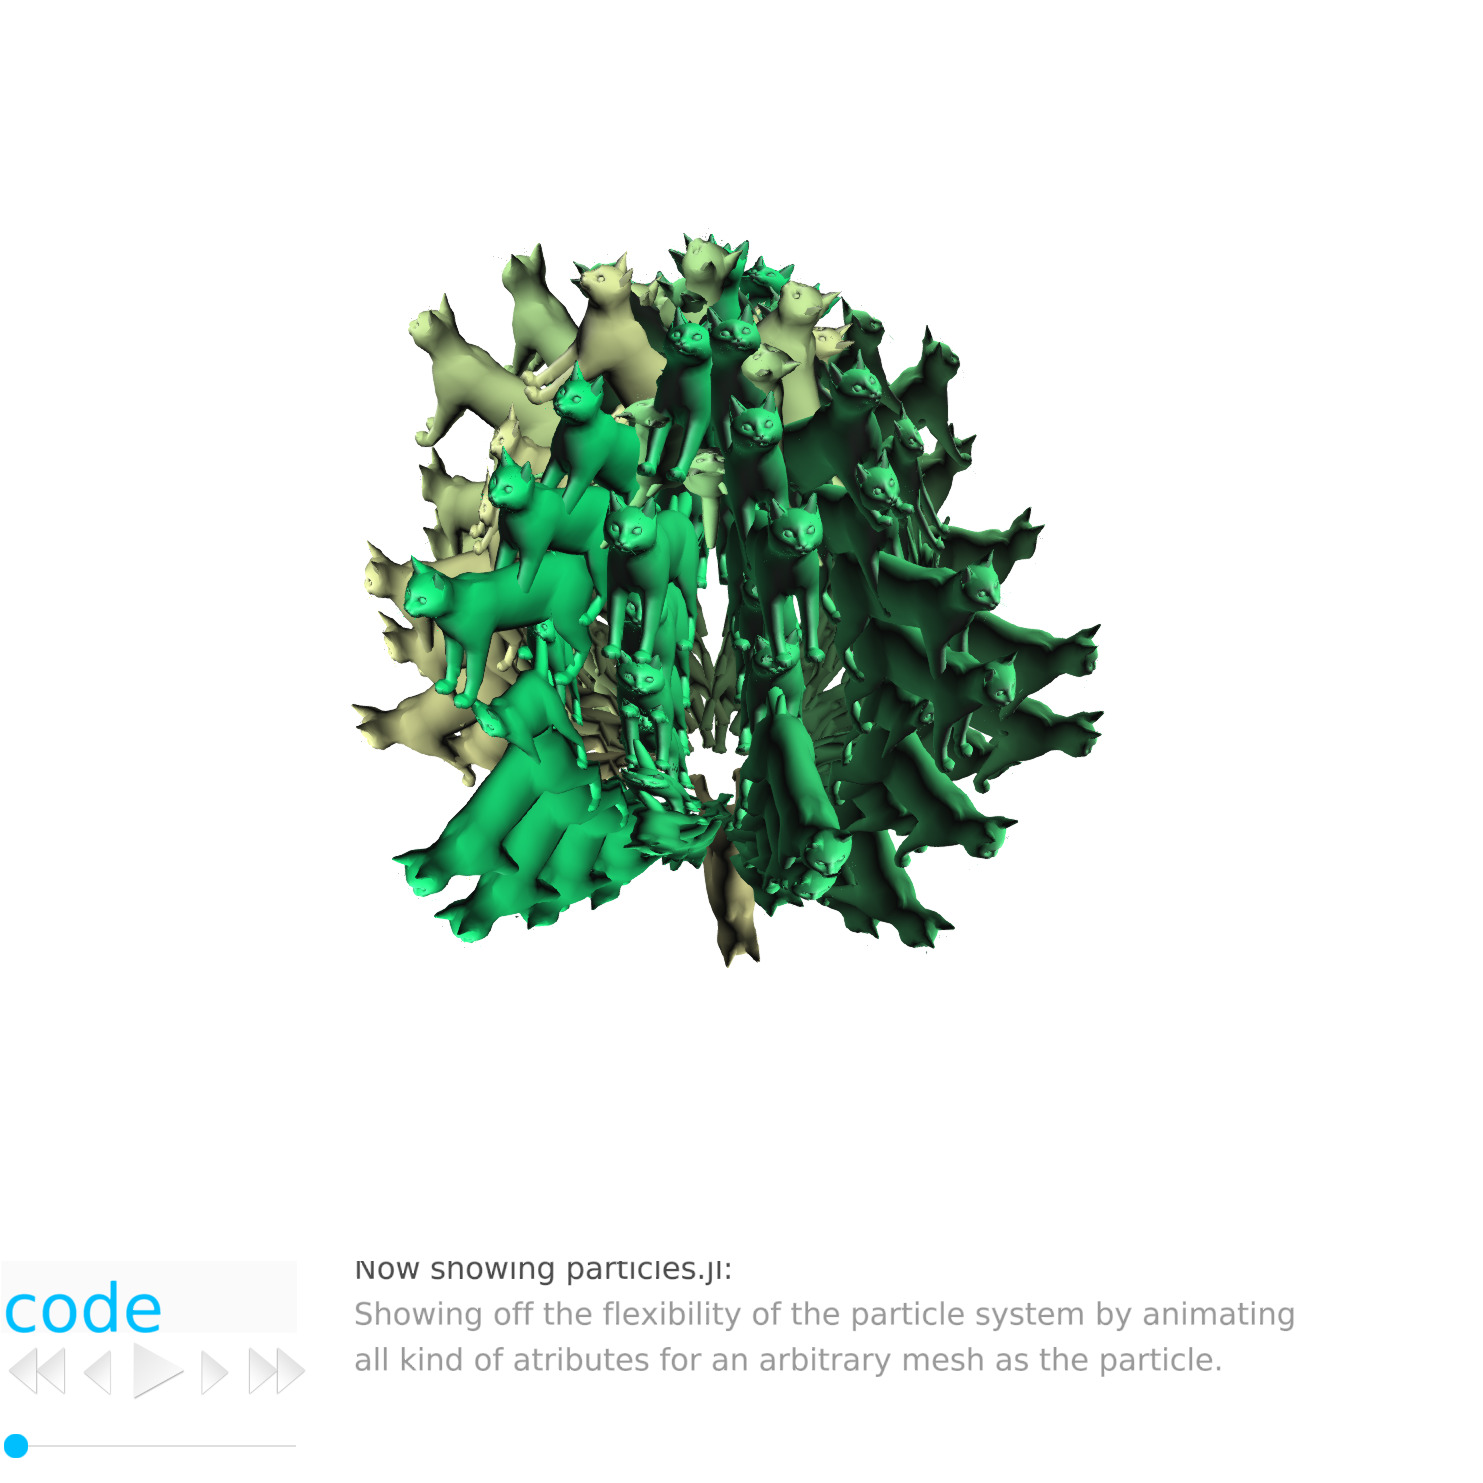 Now showing particles.jl:
code
Showing off the flexibility of the particle system by animating
all kind of atributes for an arbitrary mesh as the particle.